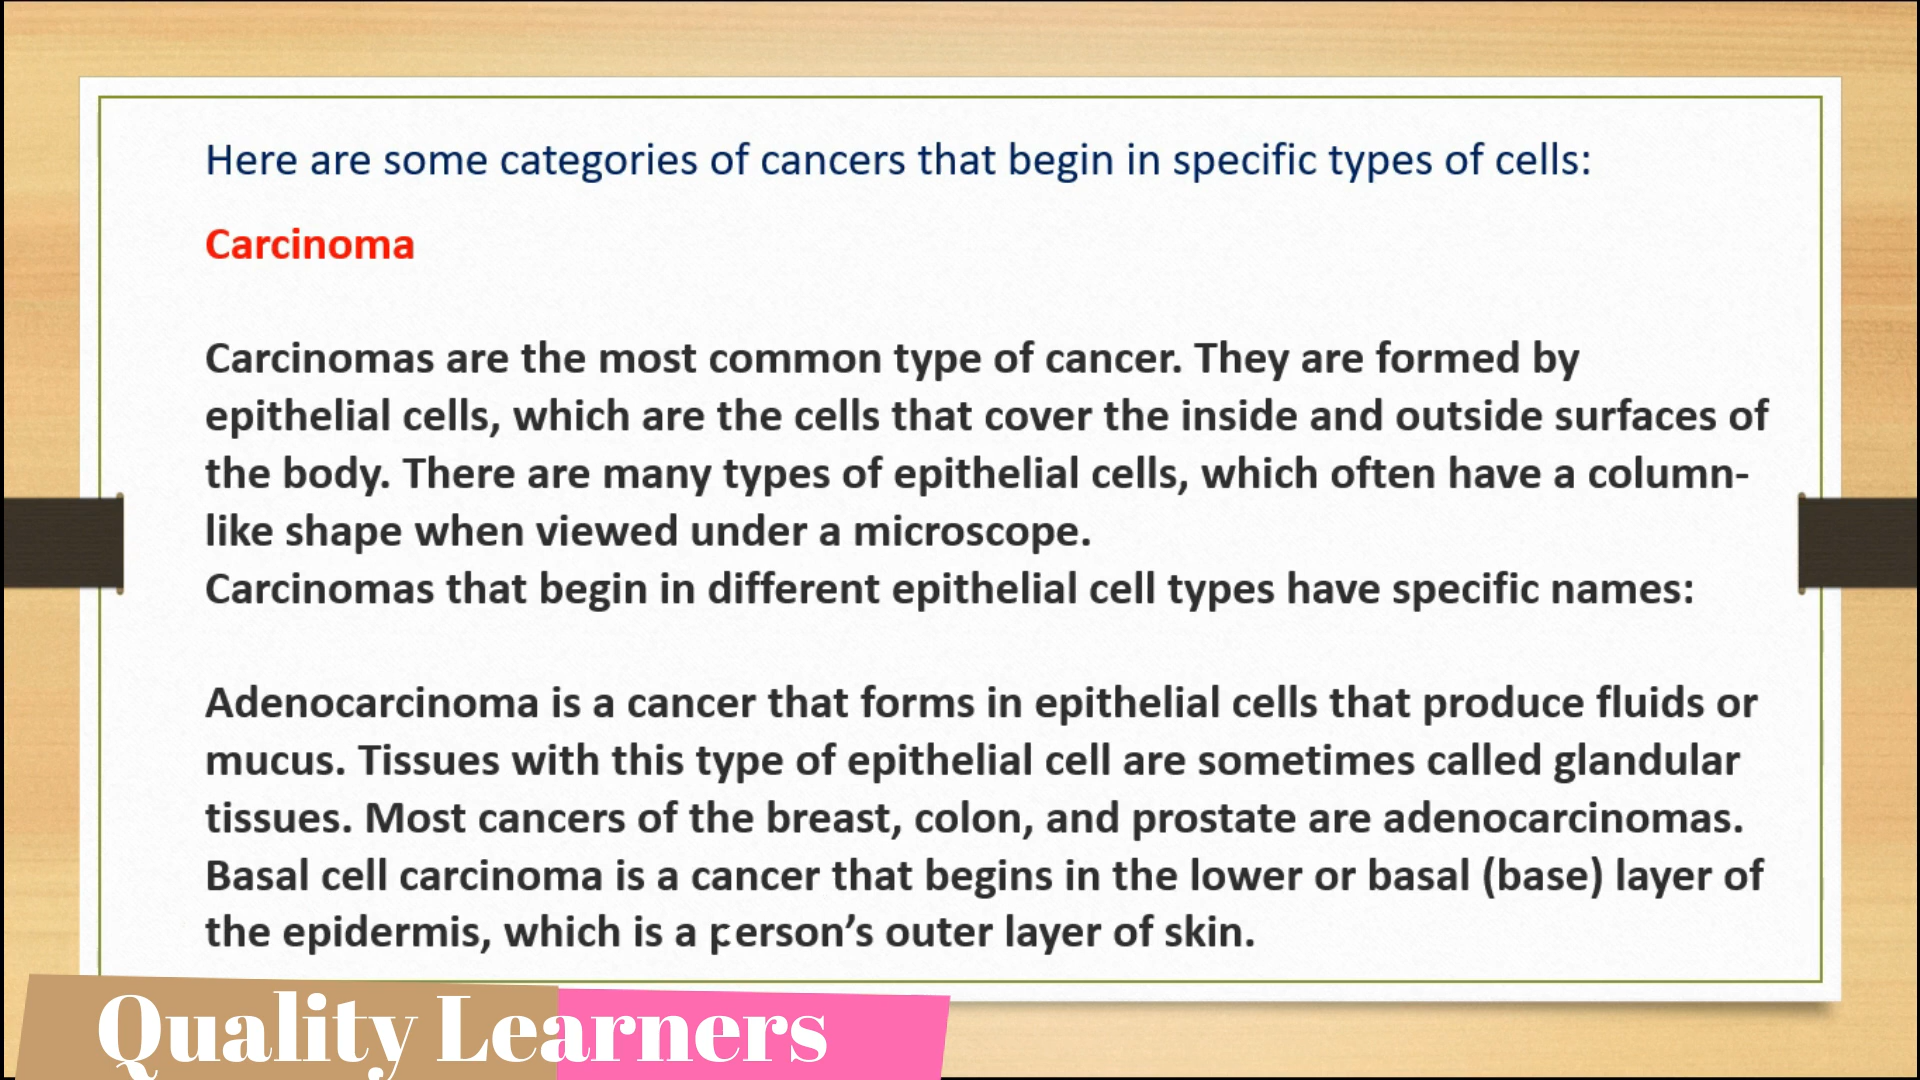 Here are some categories of cancers that begin in specific types of cells:
Carcinoma
Carcinomas are the most common type of cancer. They are formed by
epithelial cells, which are the cells that cover the inside and outside surfaces of
the body. There are many types of epithelial cells, which often have a column-
like shape when viewed under a microscope.
Carcinomas that begin in different epithelial cell types have specific names:
Adenocarcinoma is a cancer that forms in epithelial cells that produce fluids or
mucus. Tissues with this type of epithelial cell are sometimes called glandular
tissues. Most cancers of the breast, colon, and prostate are adenocarcinomas.
Basal cell carcinoma is a cancer that begins in the lower or basal (base) layer of
the epidermis, which is a person’s outer layer of skin.
Quality Learners